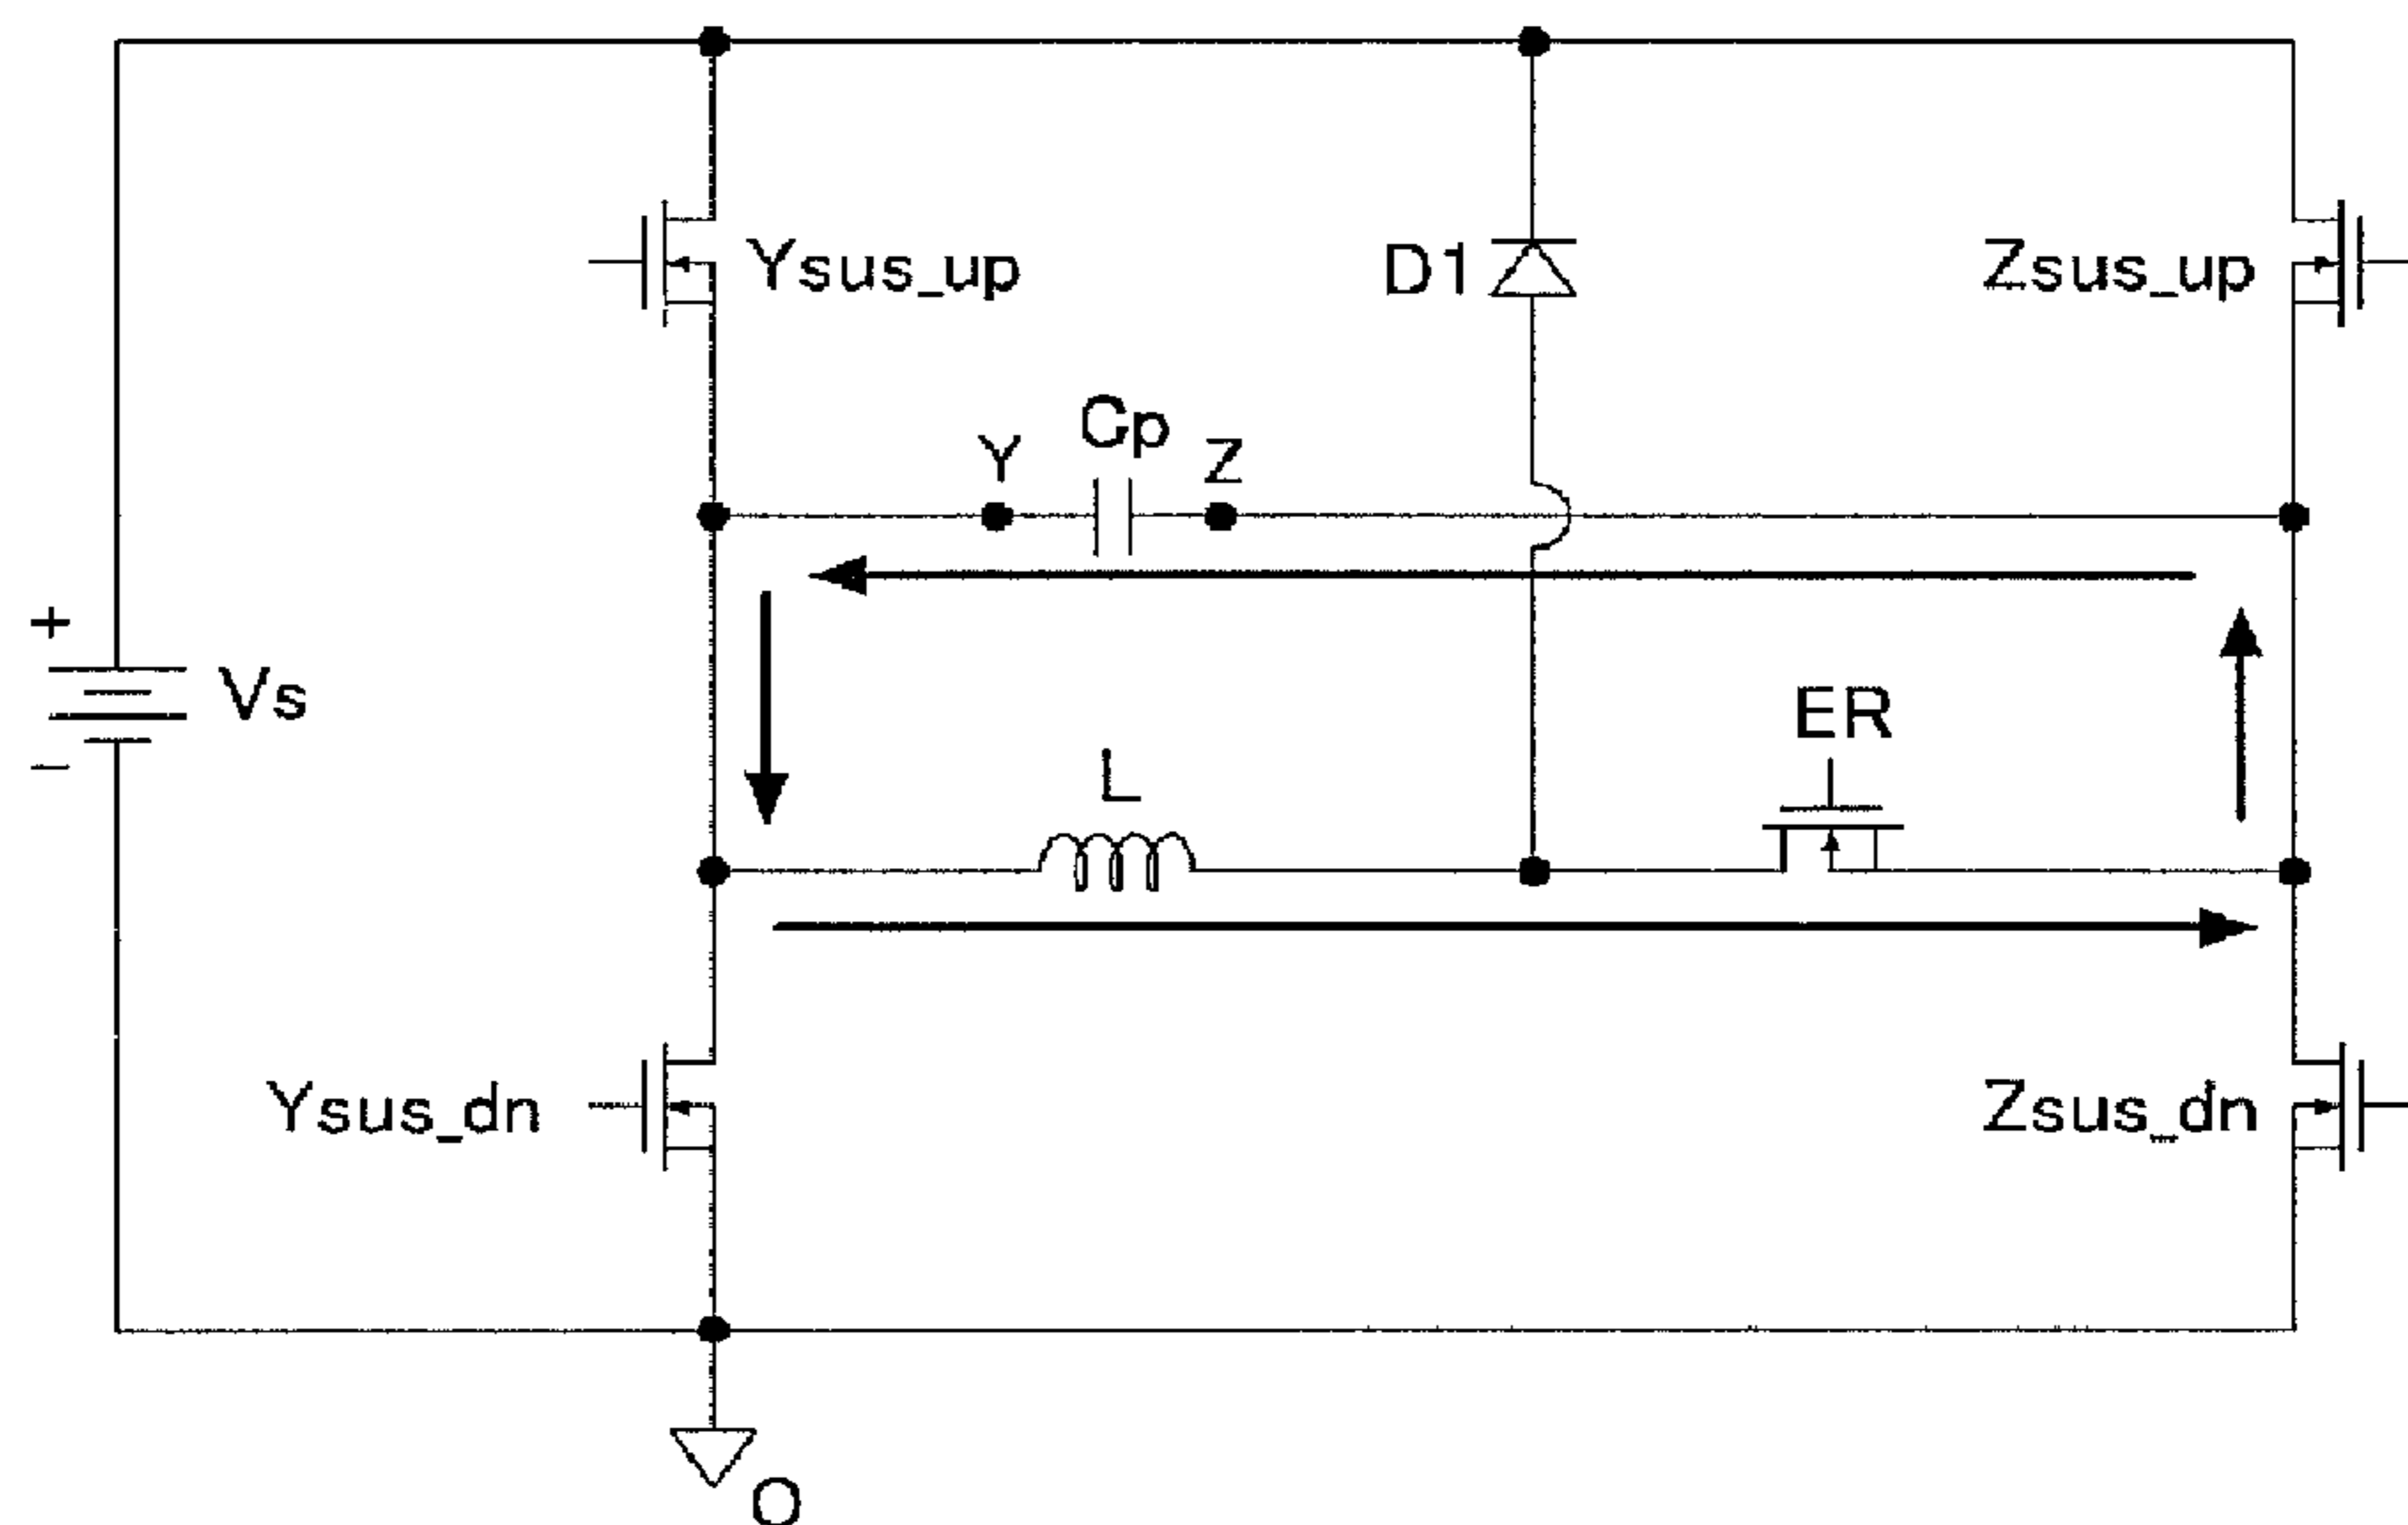 Ysus_up
D1
Zsus_up
Cp
Y
Z
+
Vs
−
ER
L
Ysus_dn
Zsus_dn
O